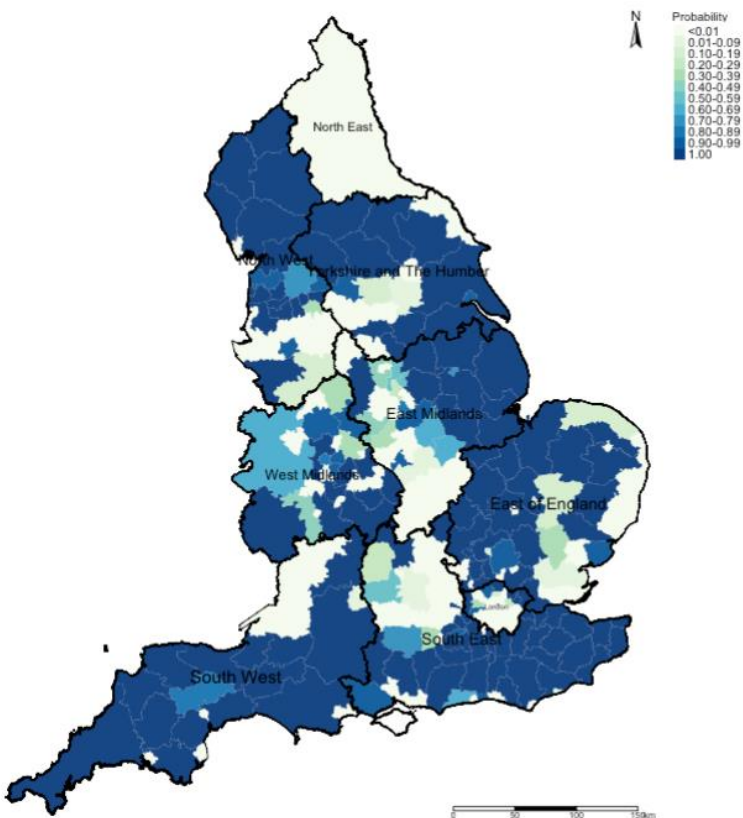 N
Probability
<0.01
0.01-0.09
0.10-0.19
0.20-0.29
0.30-0.39
0.40-0.49
0.50-0.59
0.60-0.69
0.70-0.79
0.80-0.89
0.90-0.99
1.00
North East
North West
Yorkshire and The Humber
East Midlands
West Midlands
East of England
London
South East
South West
0 50 100 150km